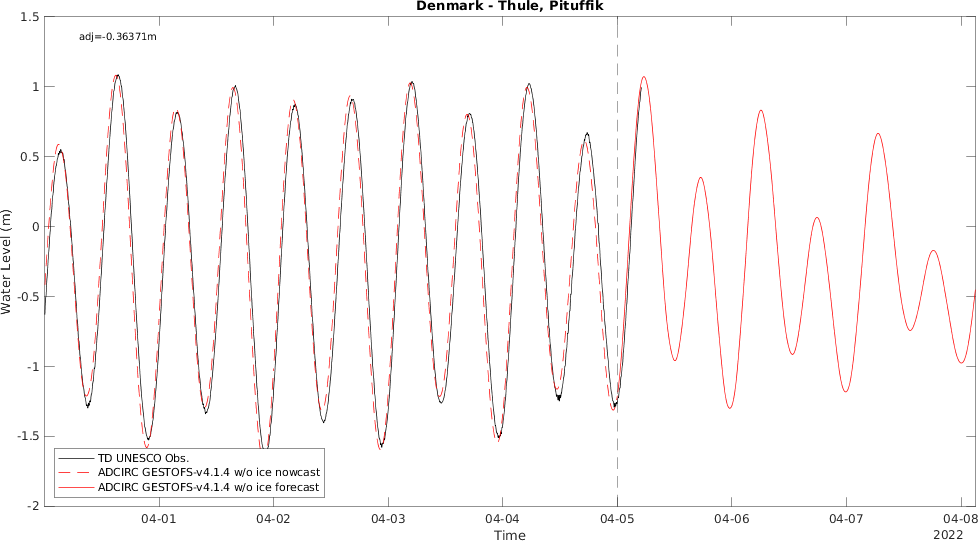 Denmark - Thule, Pituffik
adj=-0.36371m
1.5
1
0.5
0
-0.5
-1
-1.5
-2
Water Level (m)
TD UNESCO Obs.
ADCIRC GESTOFS-v4.1.4 w/o ice nowcast
ADCIRC GESTOFS-v4.1.4 w/o ice forecast
04-01 04-02 04-03 04-04 04-05 04-06 04-07 04-08
Time
2022